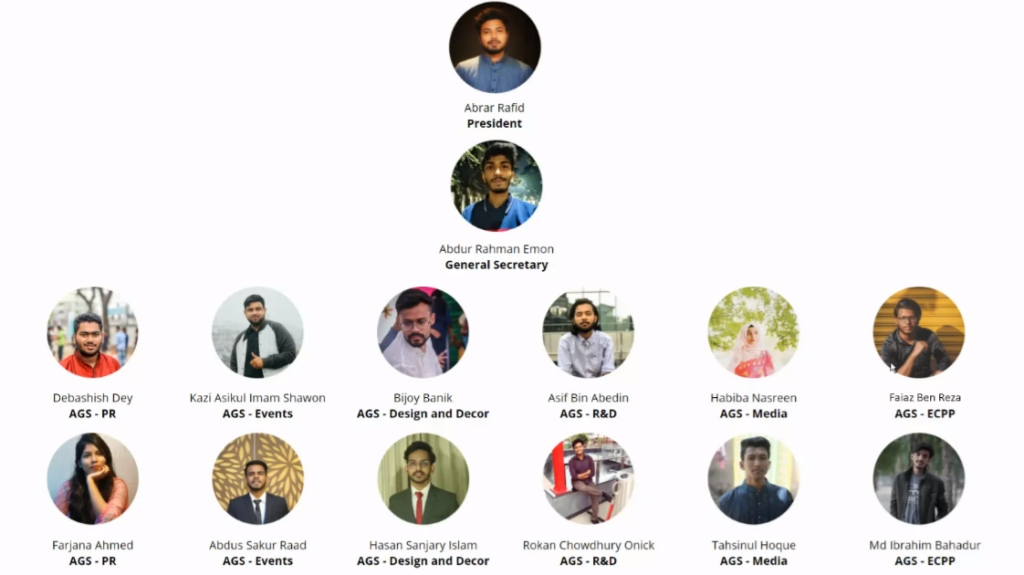 Abrar Rafid
President
Abdur Rahman Emon
General Secretary
Debashish Dey
AGS - PR
Kazi Asikul Imam Shawon
AGS - Events
Bijoy Banik
AGS - Design and Decor
Asif Bin Abedin
AGS - R&D
Habiba Nasreen
AGS - Media
Faiaz Ben Reza
AGS - ECPP
Farjana Ahmed
AGS - PR
Abdus Sakur Raad
AGS - Events
Hasan Sanjary Islam
AGS - Design and Decor
Rokan Chowdhury Onick
AGS - R&D
Tahsinul Hoque
AGS - Media
Md Ibrahim Bahadur
AGS - ECPP